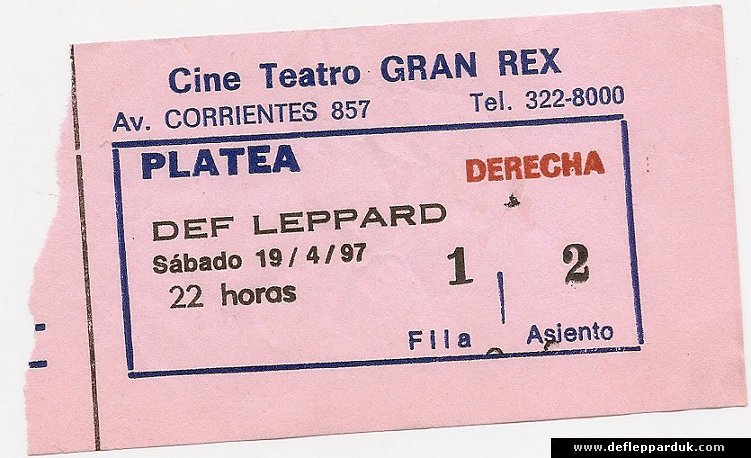 Cine Teatro GRAN REX
Av. CORRIENTES 857 Tel. 322-8000
PLATEA DERECHA
DEF LEPPARD
Sábado 19/4/97
22 horas
1 2
Fila Asiento
www.deflepparduk.com